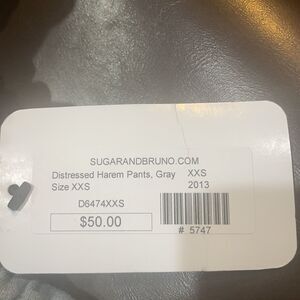 SUGARANDBRUNO.COM
Distressed Harem Pants, Gray XXS
Size XXS 2013
D6474XXS
$50.00
# 5747